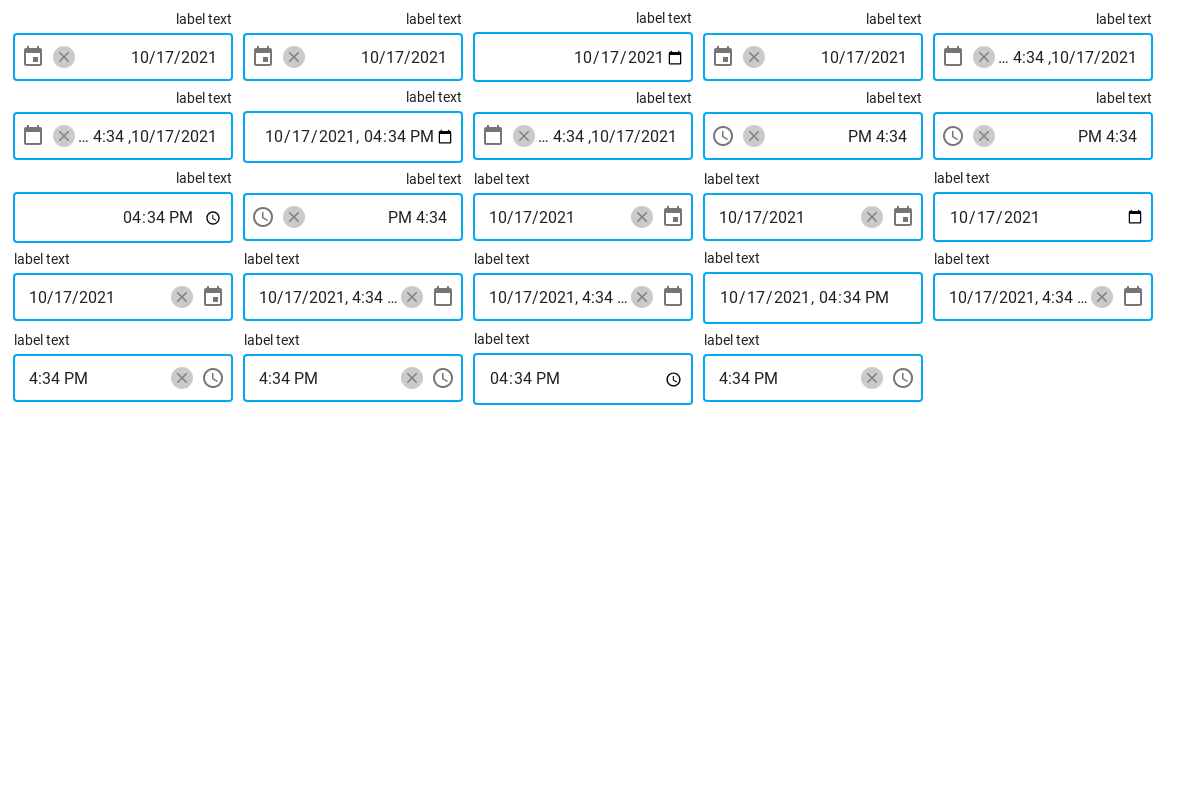 label text label text label text label text label text
10/17/2021 10/17/2021 10/17/2021 10/17/2021 ... 4:34 ,10/17/2021
label text label text label text label text label text
... 4:34 ,10/17/2021 10/17/2021, 04:34 PM ... 4:34 ,10/17/2021 PM 4:34 PM 4:34
label text label text label text label text label text
04:34 PM PM 4:34 10/17/2021 10/17/2021 10/17/2021
label text label text label text label text label text
10/17/2021 10/17/2021, 4:34 ... 10/17/2021, 4:34 ... 10/17/2021, 04:34 PM 10/17/2021, 4:34 ...
label text label text label text label text
4:34 PM 4:34 PM 04:34 PM 4:34 PM